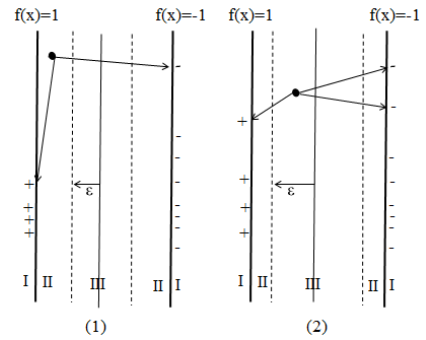 f(x)=1 f(x)=-1 f(x)=1 f(x)=-1
-
-
+
-
-
+ - + -
ε ε
+ - + -
+ -
+ - + -
- -
I II III II I I II III II I
(1) (2)